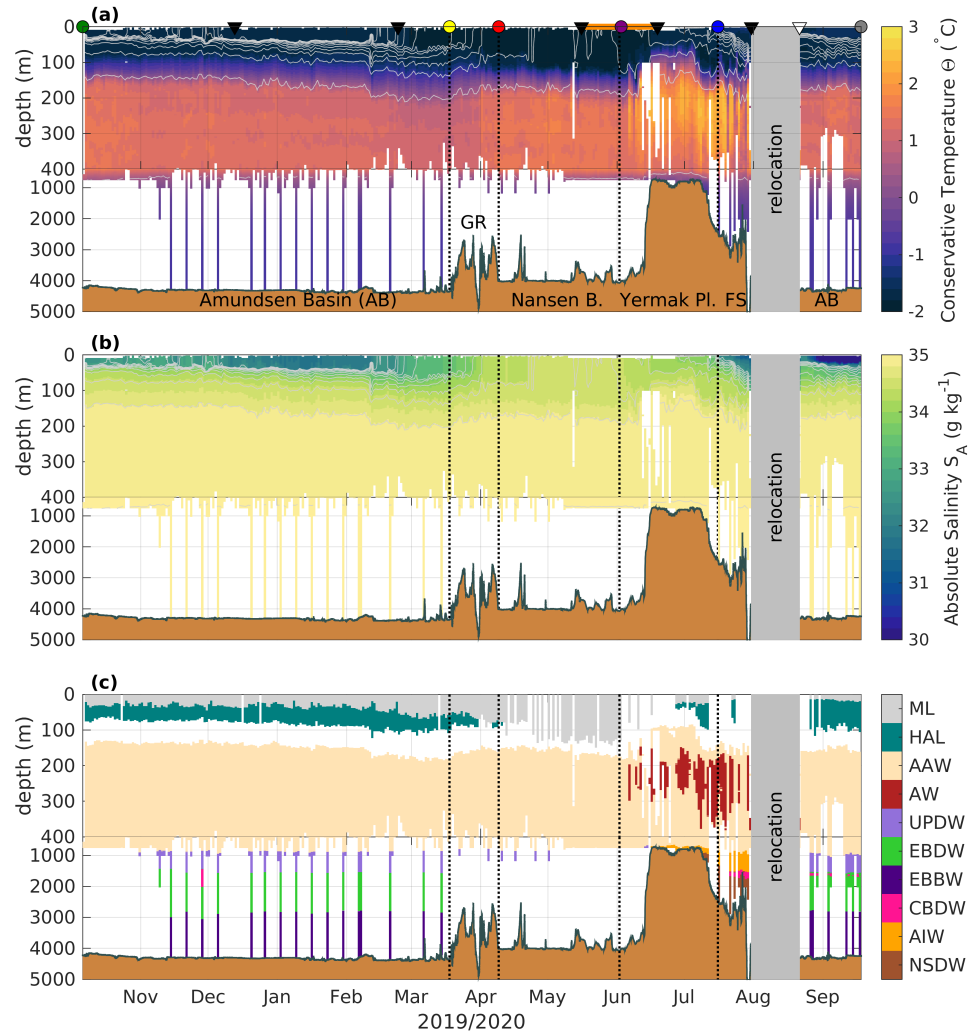 (a)
0
100
200
300
400
1000
2000
3000
4000
5000
depth (m)
GR
Amundsen Basin (AB)
Nansen B.
Yermak Pl.
FS
AB
relocation
3
2
1
0
-1
-2
Conservative Temperature Θ (°C)
(b)
0
100
200
300
400
1000
2000
3000
4000
5000
depth (m)
relocation
35
34
33
32
31
30
Absolute Salinity S_A (g kg⁻¹)
(c)
0
100
200
300
400
1000
2000
3000
4000
5000
depth (m)
relocation
ML
HAL
AAW
AW
UPDW
EBDW
EBBW
CBDW
AIW
NSDW
Nov Dec Jan Feb Mar Apr May Jun Jul Aug Sep
2019/2020